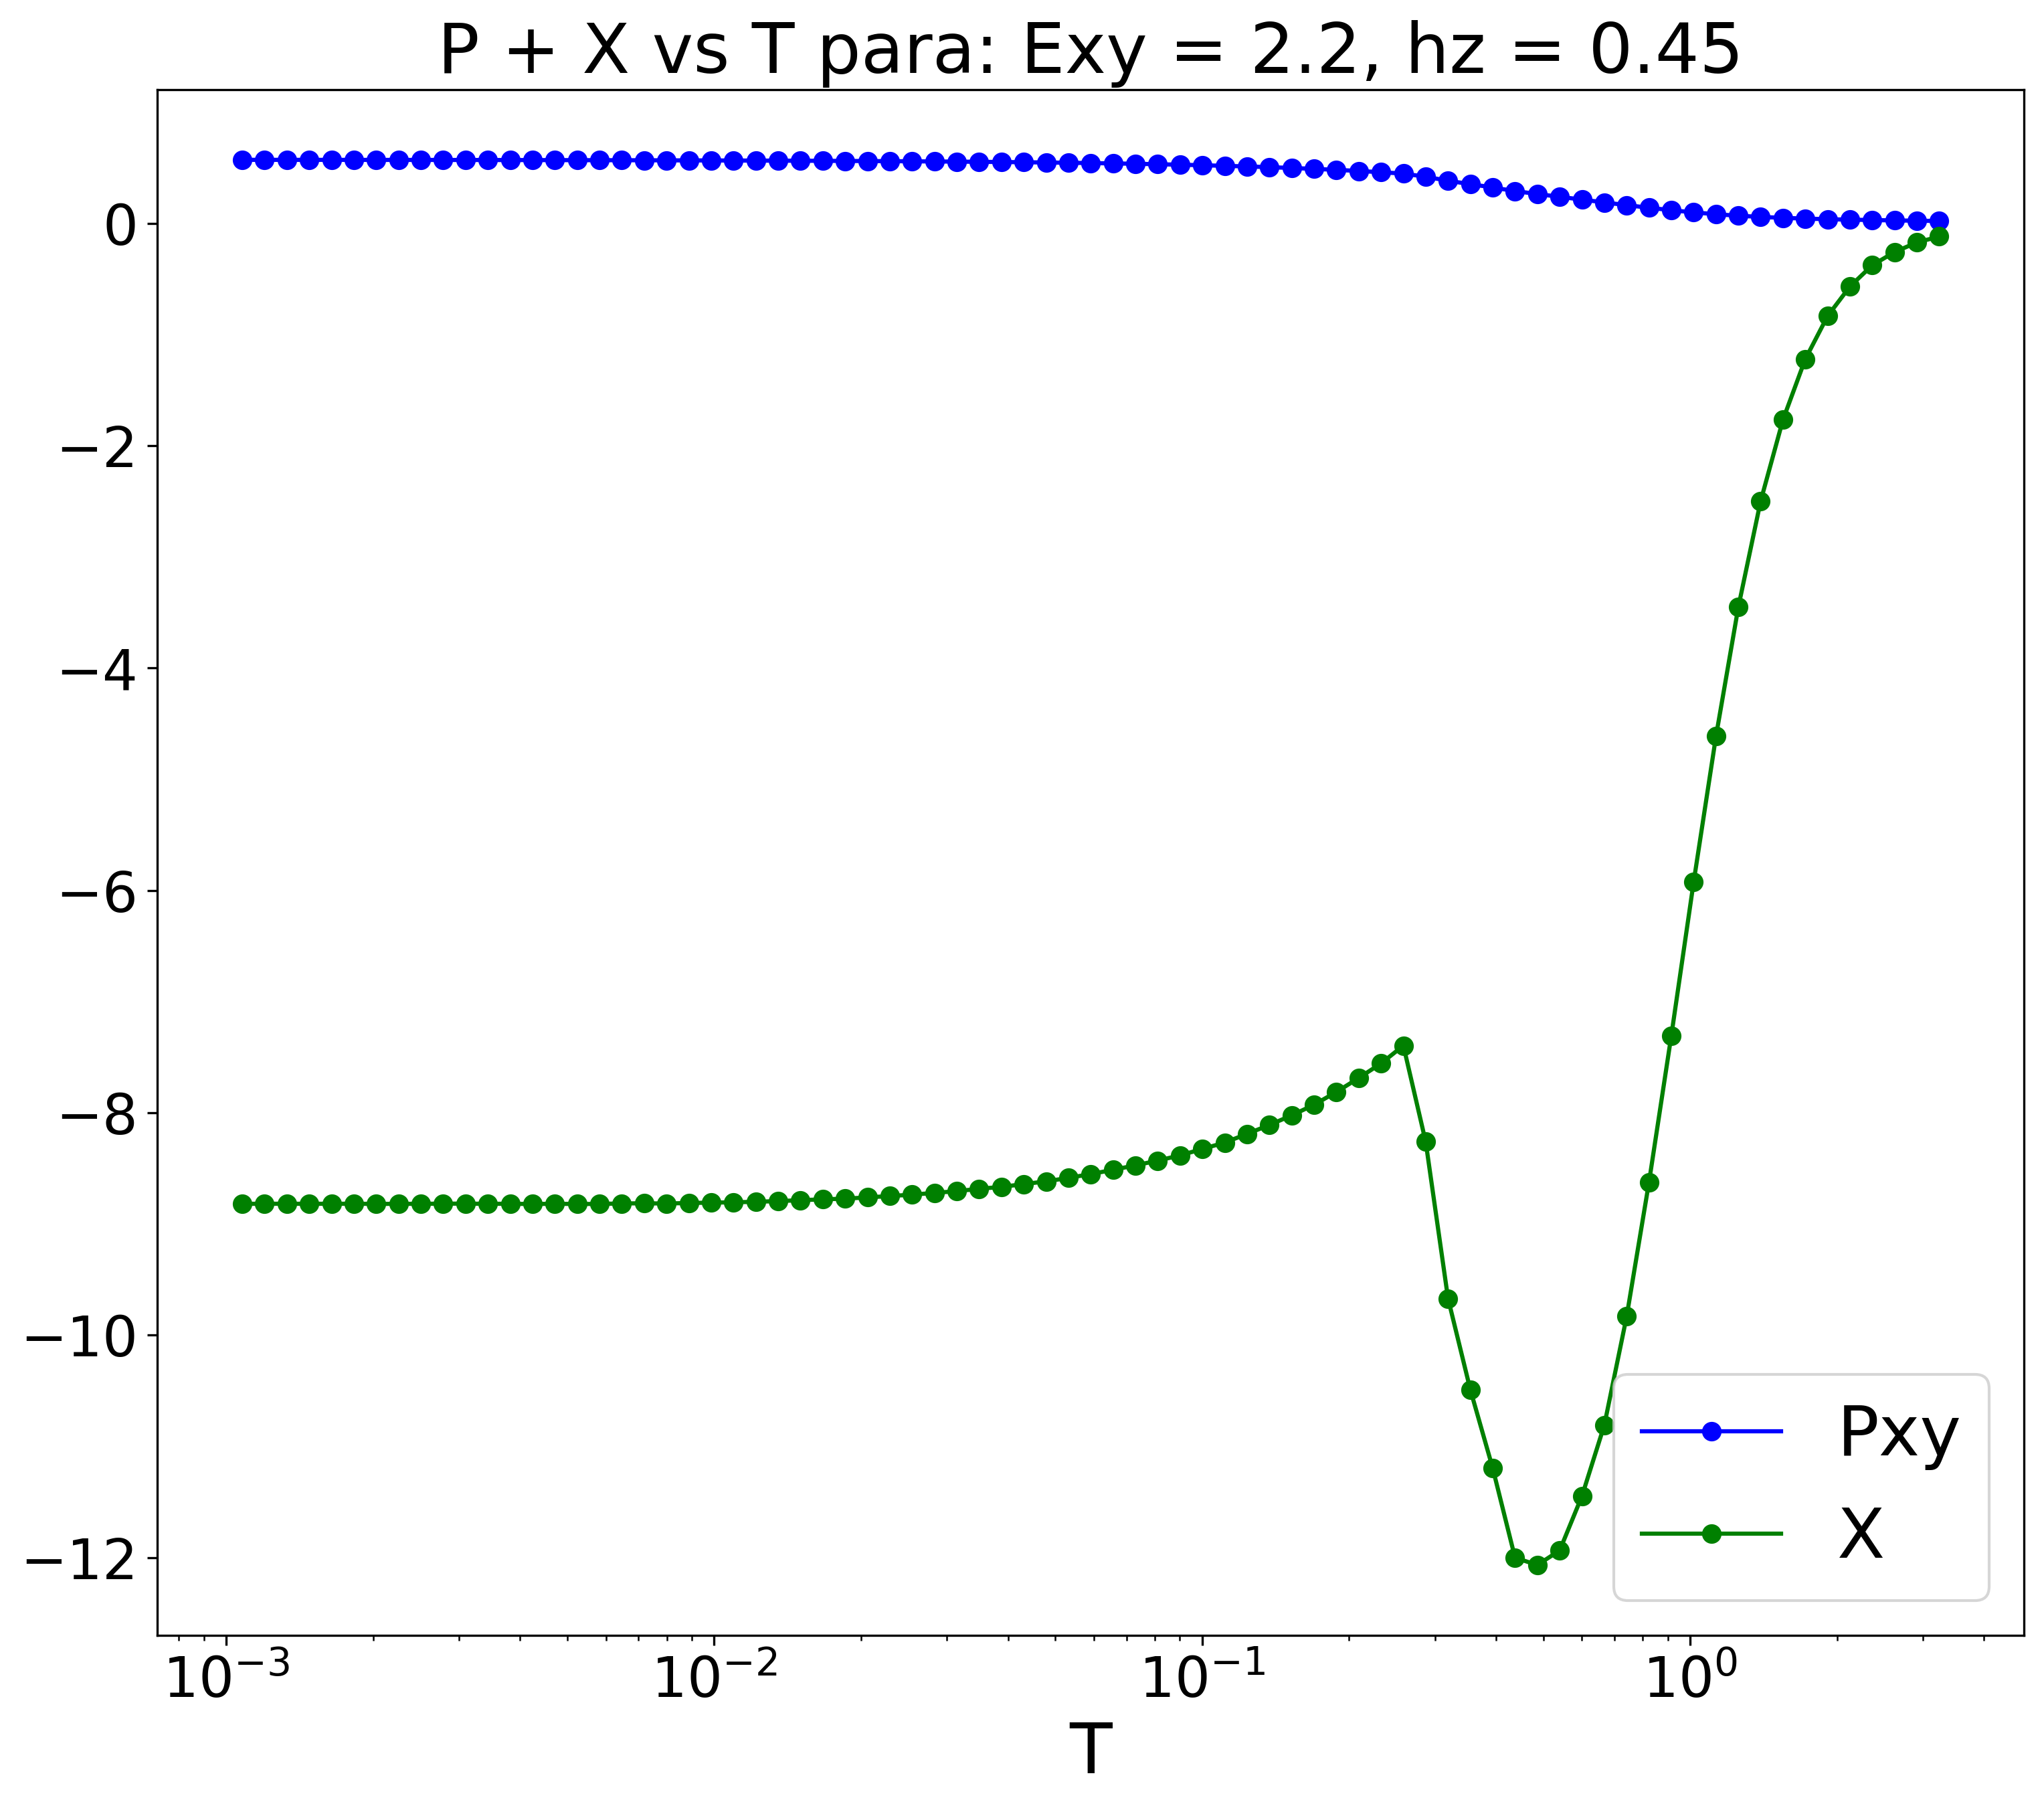 P + X vs T para: Exy = 2.2, hz = 0.45
0
−2
−4
−6
−8
−10
−12
10⁻³ 10⁻² 10⁻¹ 10⁰
T
Pxy
X